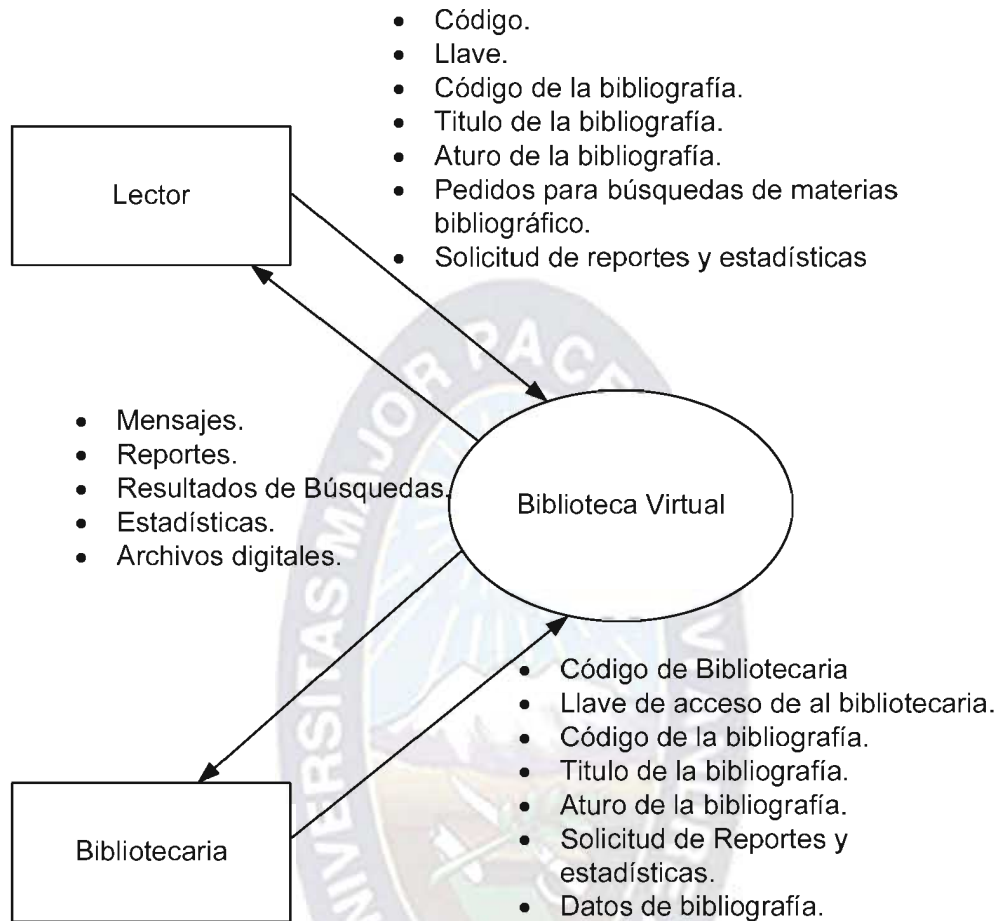 • Código.
• Llave.
• Código de la bibliografía.
• Titulo de la bibliografía.
• Aturo de la bibliografía.
• Pedidos para búsquedas de materias
bibliográfico.
• Solicitud de reportes y estadísticas
Lector
• Mensajes.
• Reportes.
• Resultados de Búsquedas.
• Estadísticas.
• Archivos digitales.
Biblioteca Virtual
• Código de Bibliotecaria
• Llave de acceso de al bibliotecaria.
• Código de la bibliografía.
• Titulo de la bibliografía.
• Aturo de la bibliografía.
• Solicitud de Reportes y
estadísticas.
• Datos de bibliografía.
Bibliotecaria
UNIVERSITAS MAJOR PACE